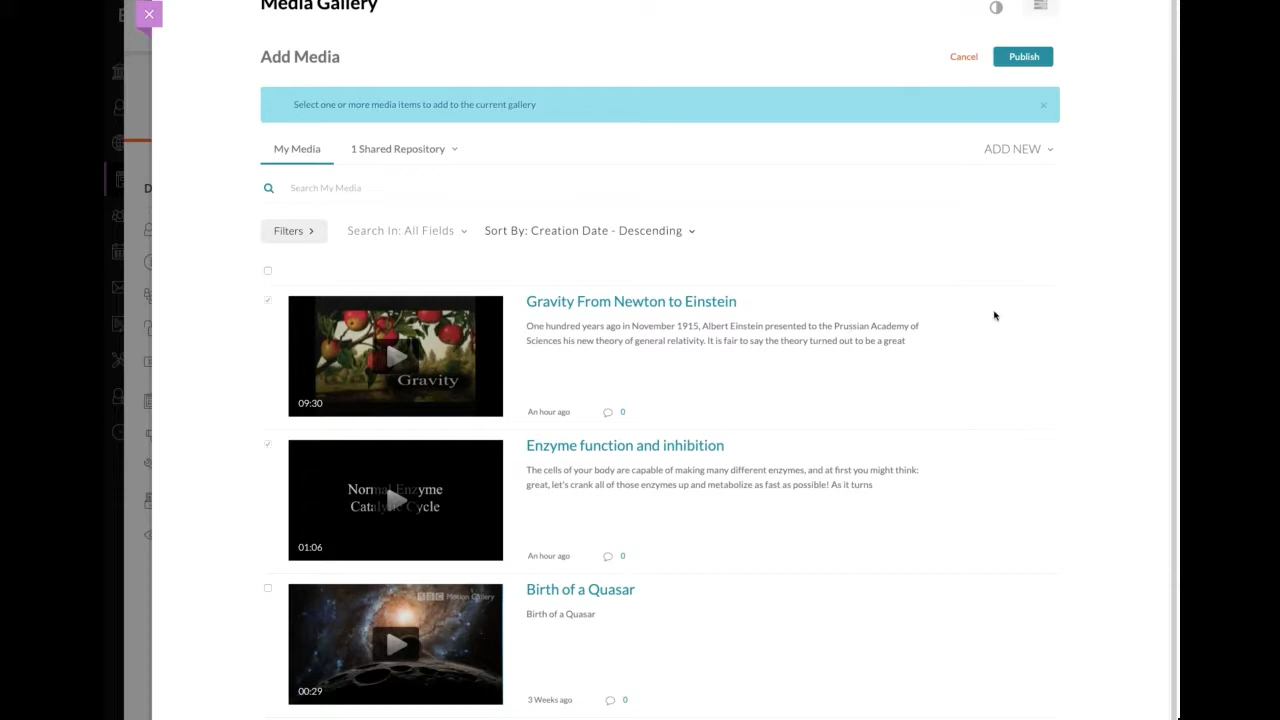 Media Gallery
Add Media
Cancel
Publish
Select one or more media items to add to the current gallery
×
My Media
1 Shared Repository
ADD NEW
Search My Media
Filters
Search In: All Fields
Sort By: Creation Date - Descending
Gravity From Newton to Einstein
One hundred years ago in November 1915, Albert Einstein presented to the Prussian Academy of
Sciences his new theory of general relativity. It is fair to say the theory turned out to be a great
Gravity
09:30
An hour ago
0
Enzyme function and inhibition
The cells of your body are capable of making many different enzymes, and at first you might think:
great, let's crank all of those enzymes up and metabolize as fast as possible! As it turns
Normal Enzyme
Catalytic Cycle
01:06
An hour ago
0
Birth of a Quasar
BBC Motion Gallery
Birth of a Quasar
00:29
3 Weeks ago
0